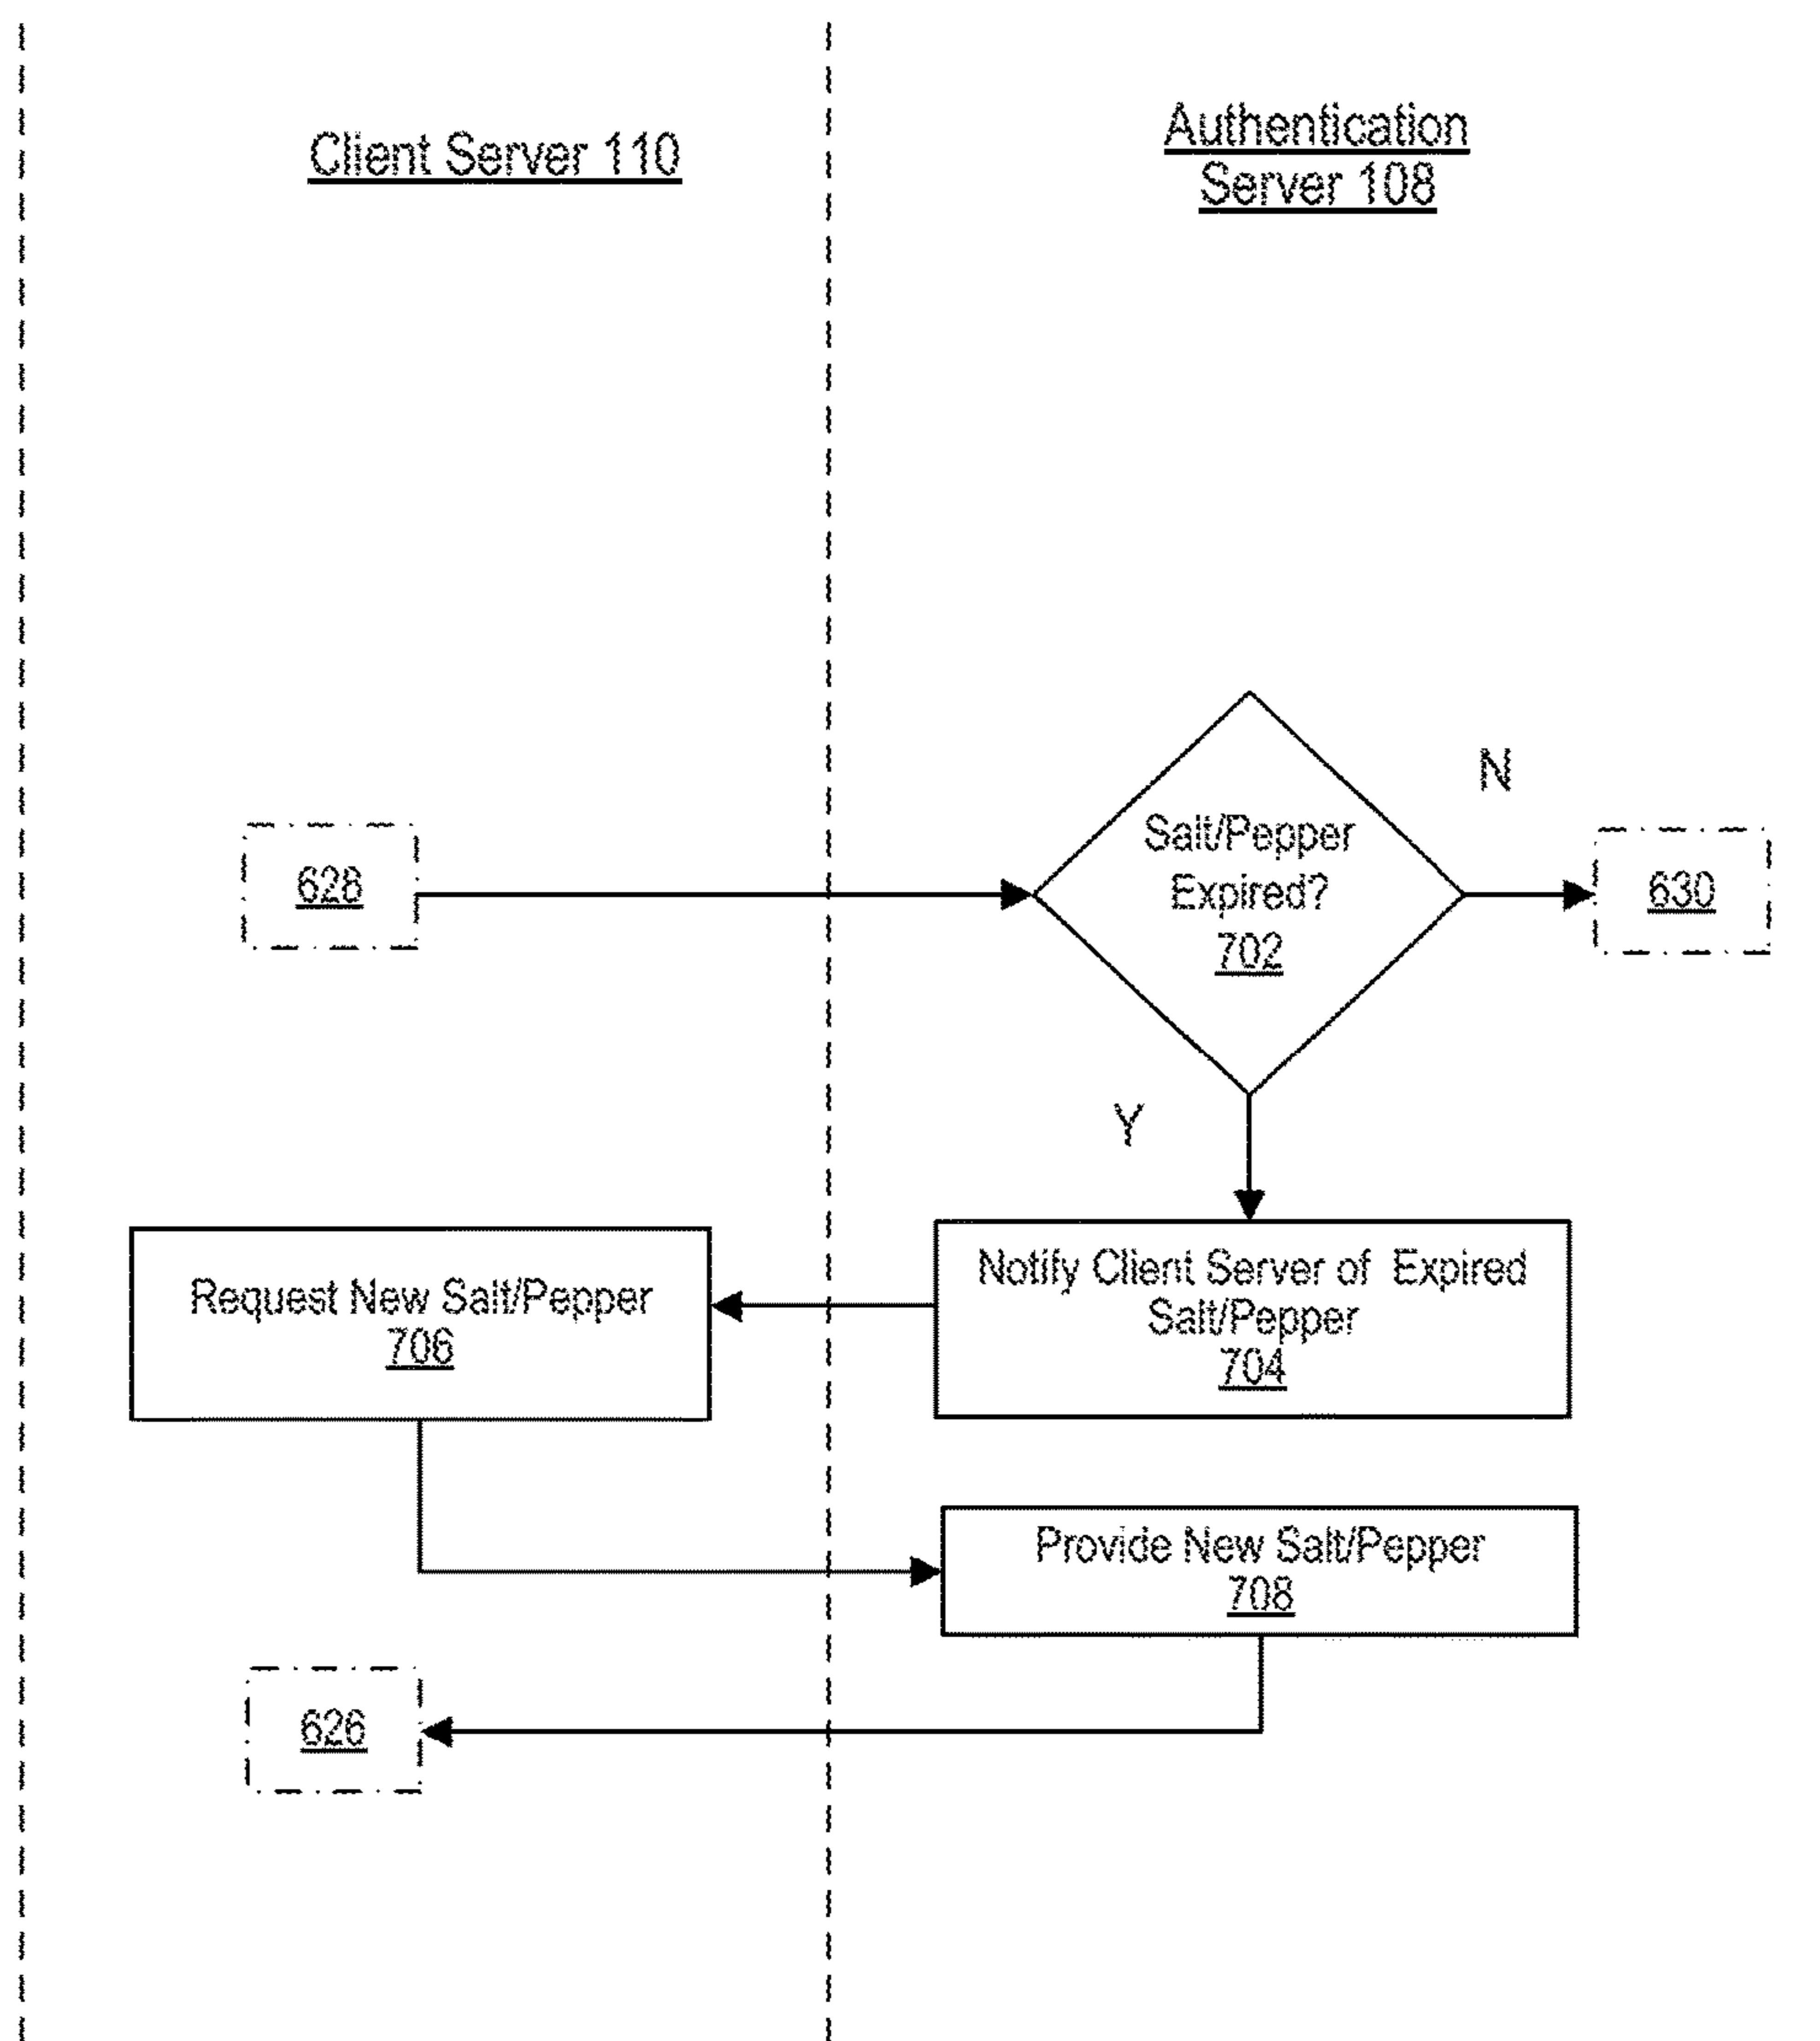 Client Server 110
Authentication
Server 108
N
Salt/Pepper
Expired?
702
628
630
Y
Notify Client Server of Expired
Salt/Pepper
704
Request New Salt/Pepper
706
Provide New Salt/Pepper
708
626